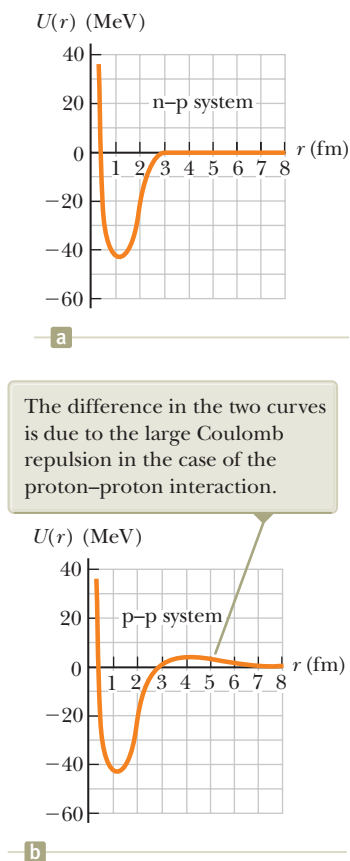 U(r) (MeV)
40
20
n–p system
0
r (fm)
1 2 3 4 5 6 7 8
−20
−40
−60
a
The difference in the two curves
is due to the large Coulomb
repulsion in the case of the
proton–proton interaction.
U(r) (MeV)
40
20
p–p system
0
r (fm)
1 2 3 4 5 6 7 8
−20
−40
−60
b